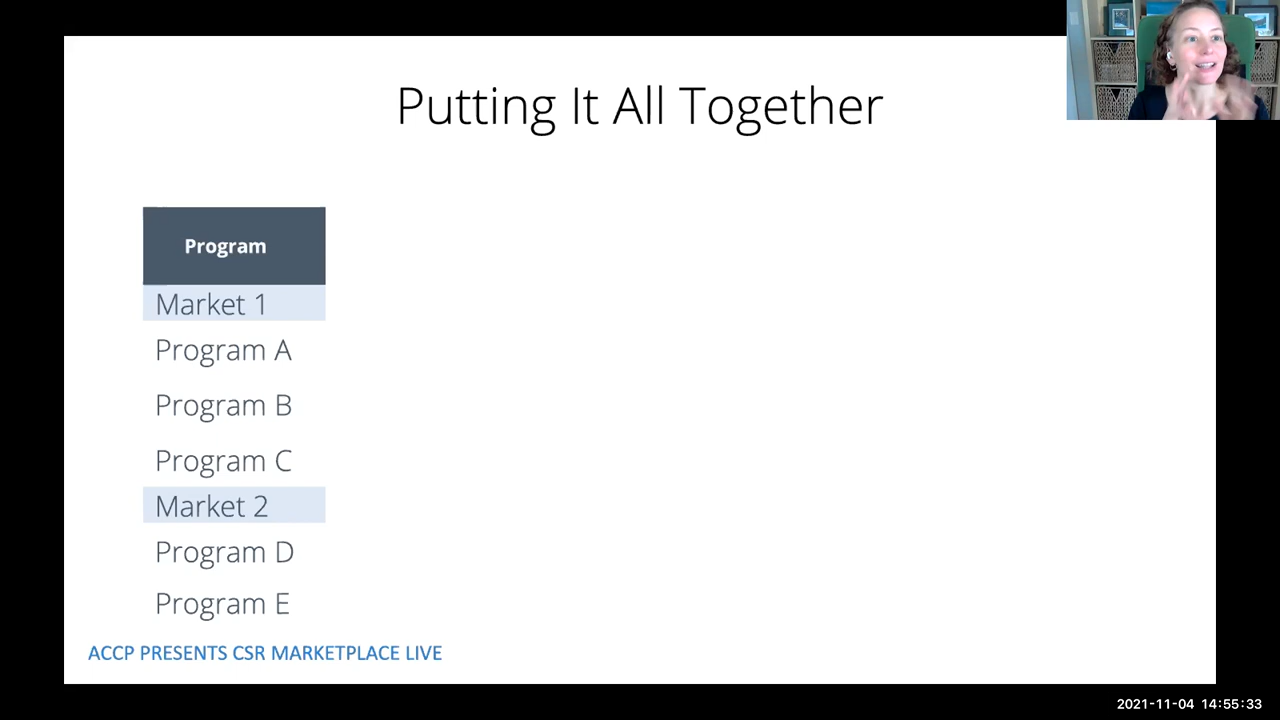 Putting It All Together
Program
Market 1
Program A
Program B
Program C
Market 2
Program D
Program E
ACCP PRESENTS CSR MARKETPLACE LIVE
2021-11-04 14:55:33